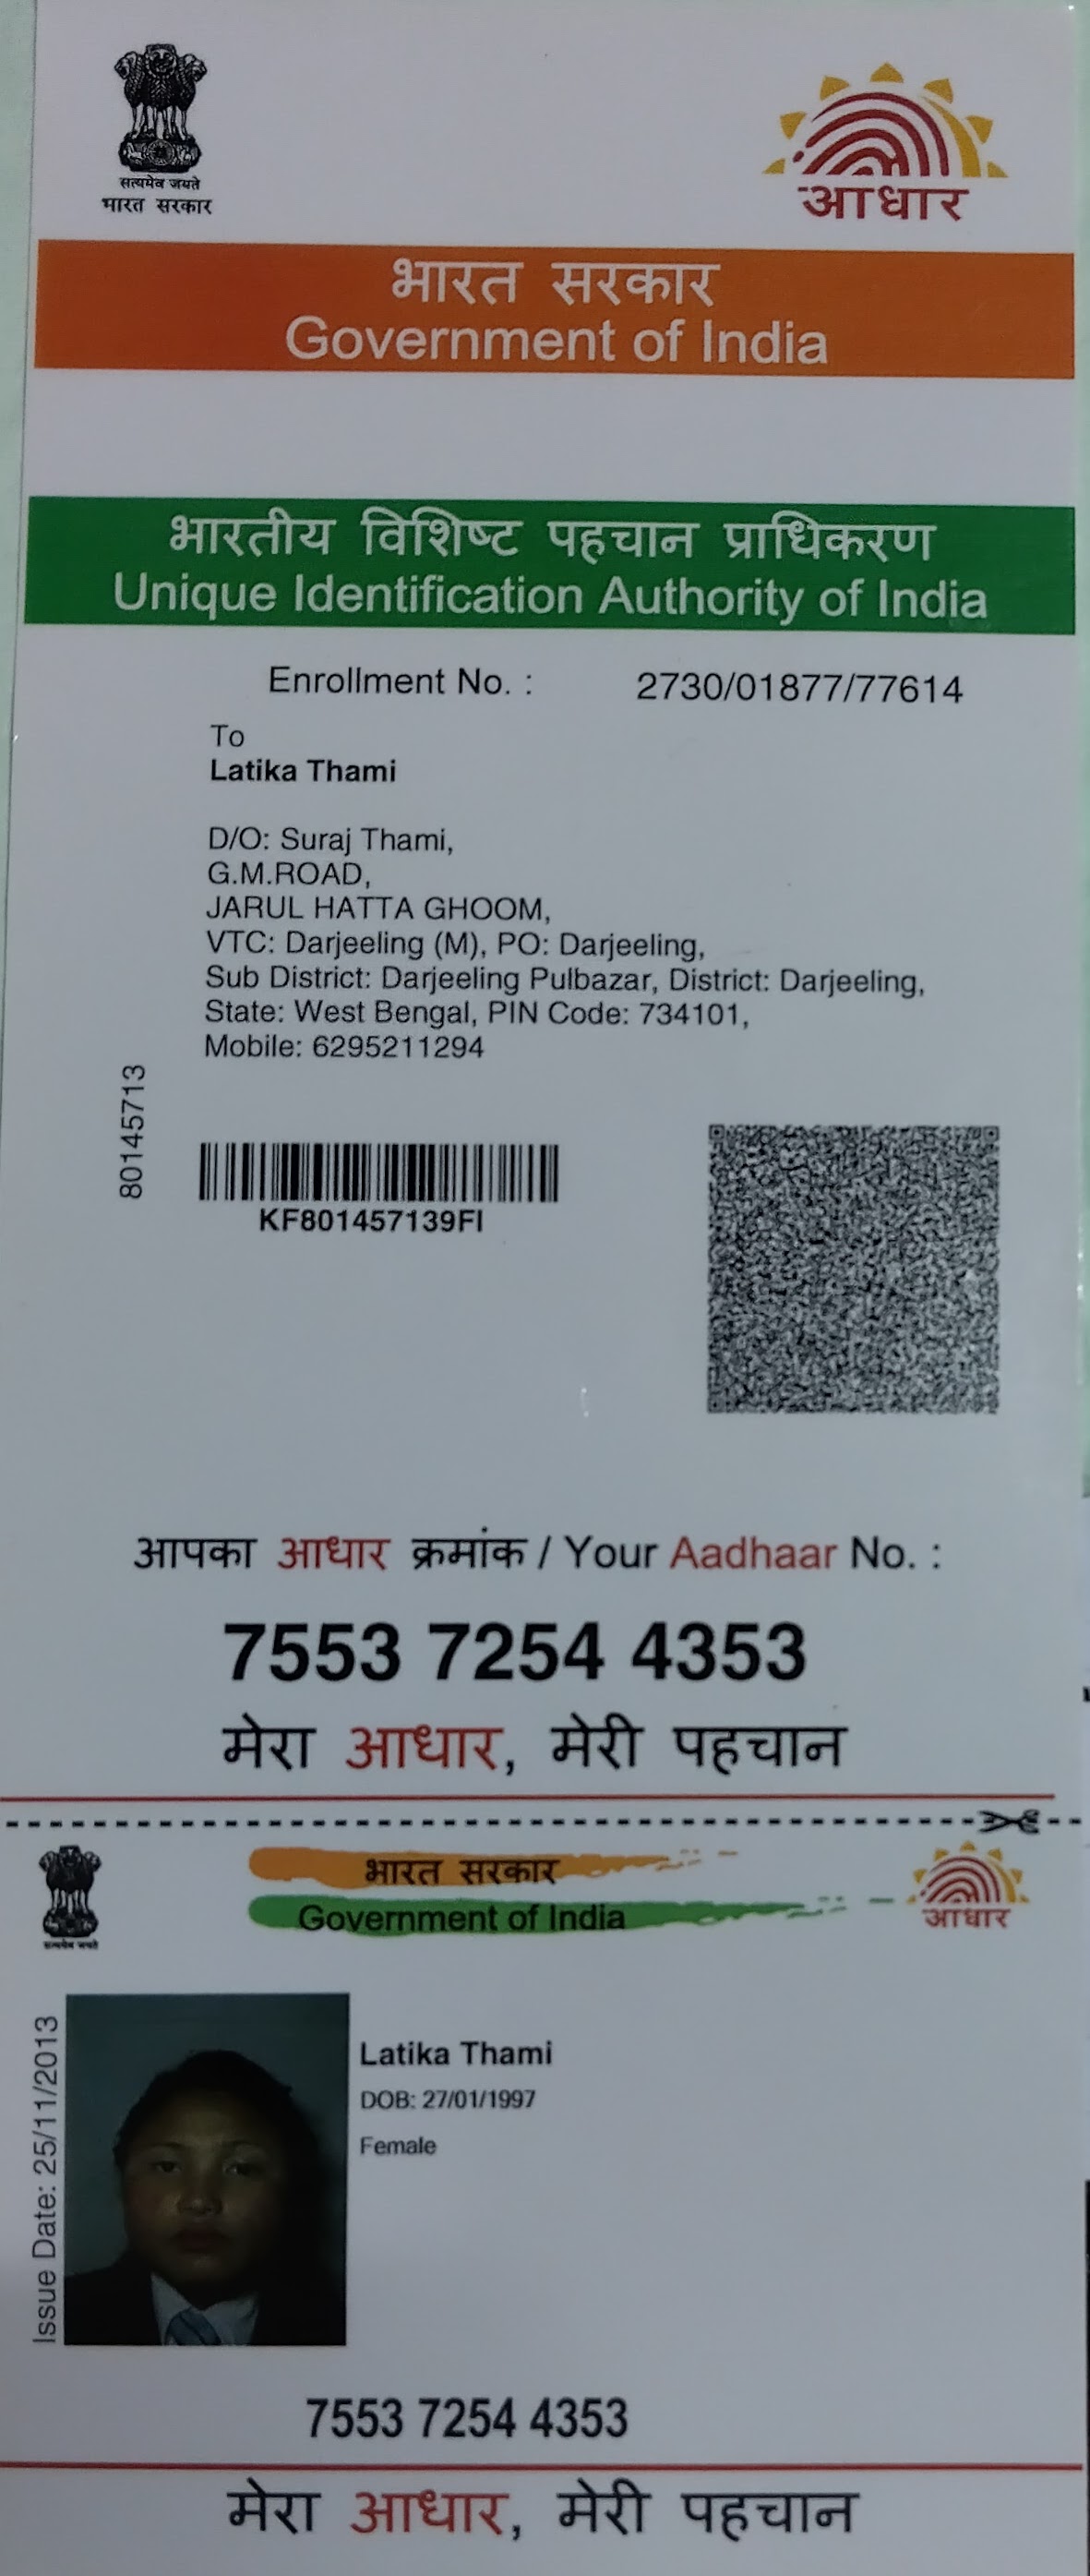 सत्यमेव जयते
भारत सरकार
आधार
भारत सरकार
Government of India
भारतीय विशिष्ट पहचान प्राधिकरण
Unique Identification Authority of India
Enrollment No. : 2730/01877/77614
To
Latika Thami
D/O: Suraj Thami,
G.M.ROAD,
JARUL HATTA GHOOM,
VTC: Darjeeling (M), PO: Darjeeling,
Sub District: Darjeeling Pulbazar, District: Darjeeling,
State: West Bengal, PIN Code: 734101,
Mobile: 6295211294
80145713
KF801457139FI
आपका आधार क्रमांक / Your Aadhaar No. :
7553 7254 4353
मेरा आधार, मेरी पहचान
सत्यमेव जयते
भारत सरकार
Government of India
आधार
Issue Date: 25/11/2013
Latika Thami
DOB: 27/01/1997
Female
7553 7254 4353
मेरा आधार, मेरी पहचान